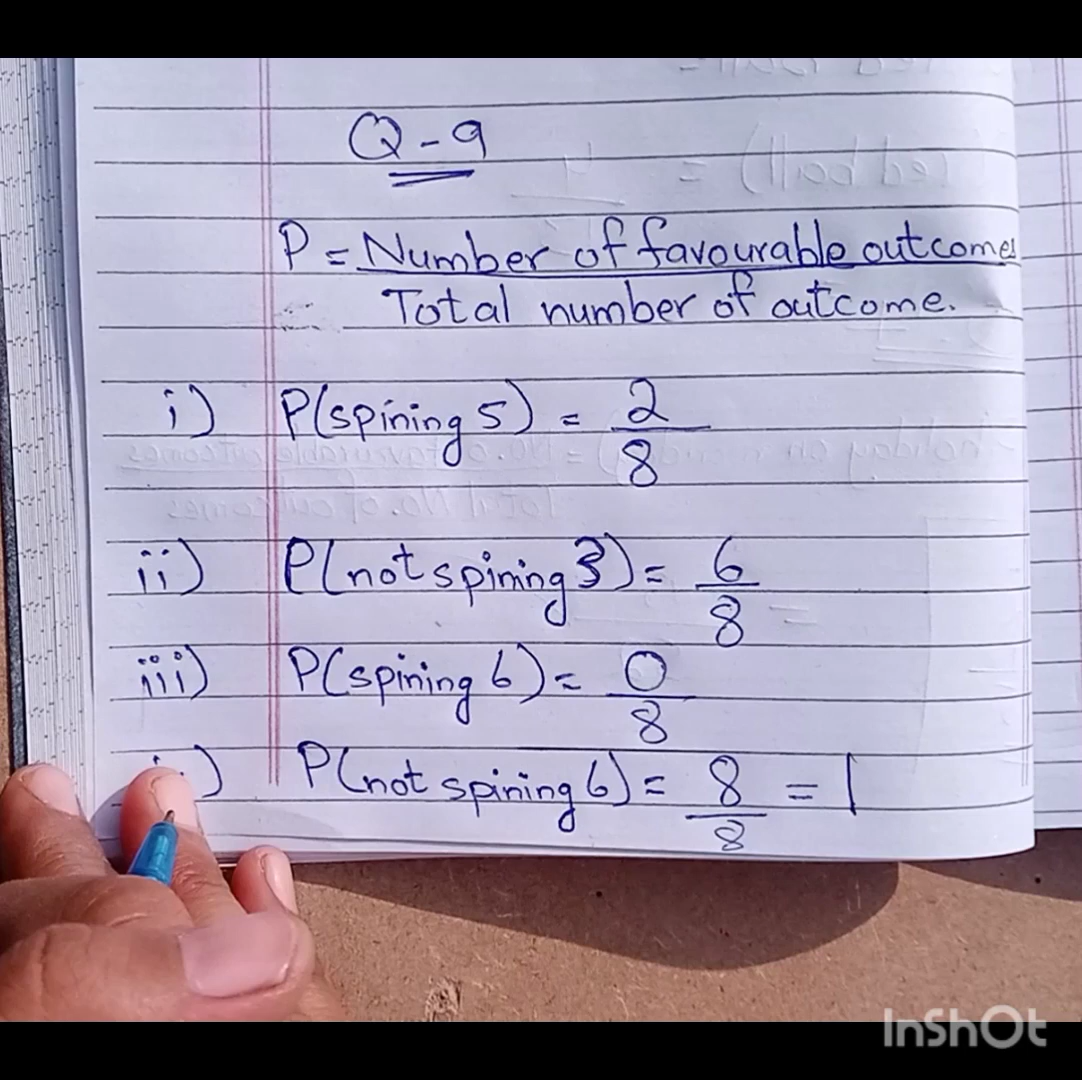 Q-9
P = Number of favourable outcomes
Total number of outcome.
i) P(spining 5) = 2/8
ii) P(not spining 3) = 6/8
iii) P(spining 6) = 0/8
) P(not spining 6) = 8/8 = 1
InShOt